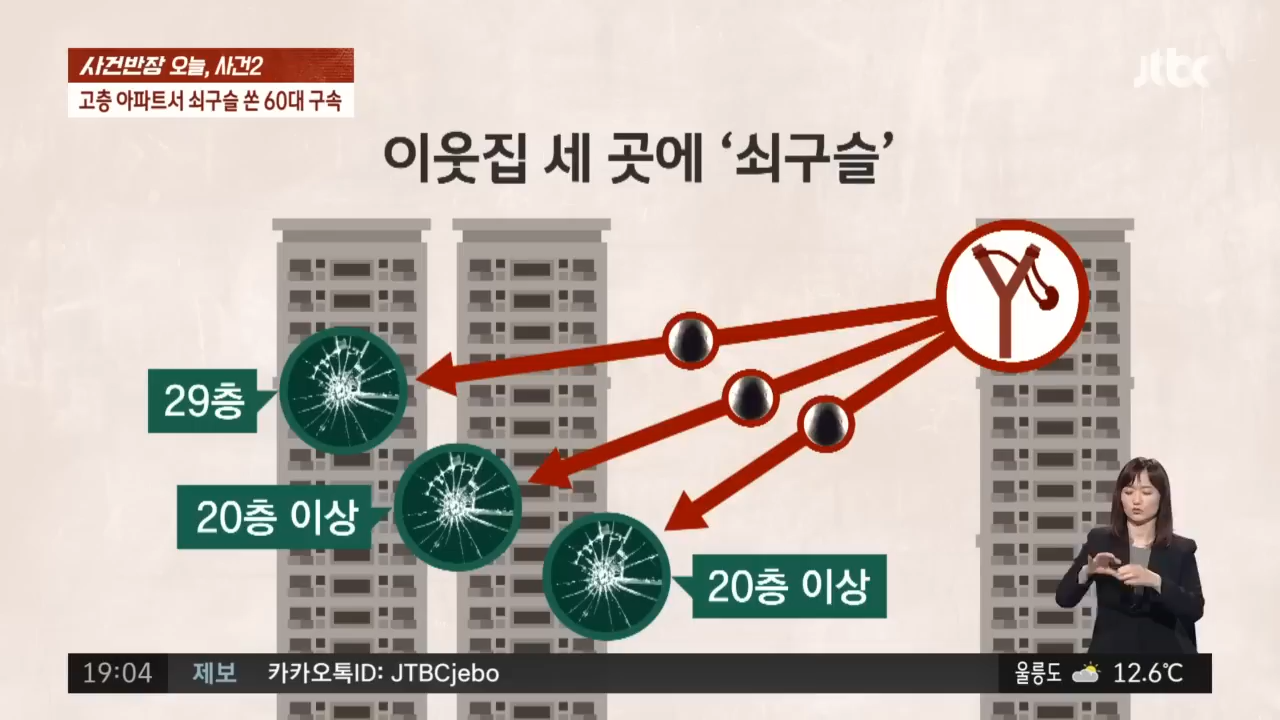 사건반장 오늘, 사건2
고층 아파트서 쇠구슬 쏜 60대 구속
jtbc
이웃집 세 곳에 ‘쇠구슬’
29층
20층 이상
20층 이상
19:04 제보 카카오톡ID: JTBCjebo 울릉도 12.6℃